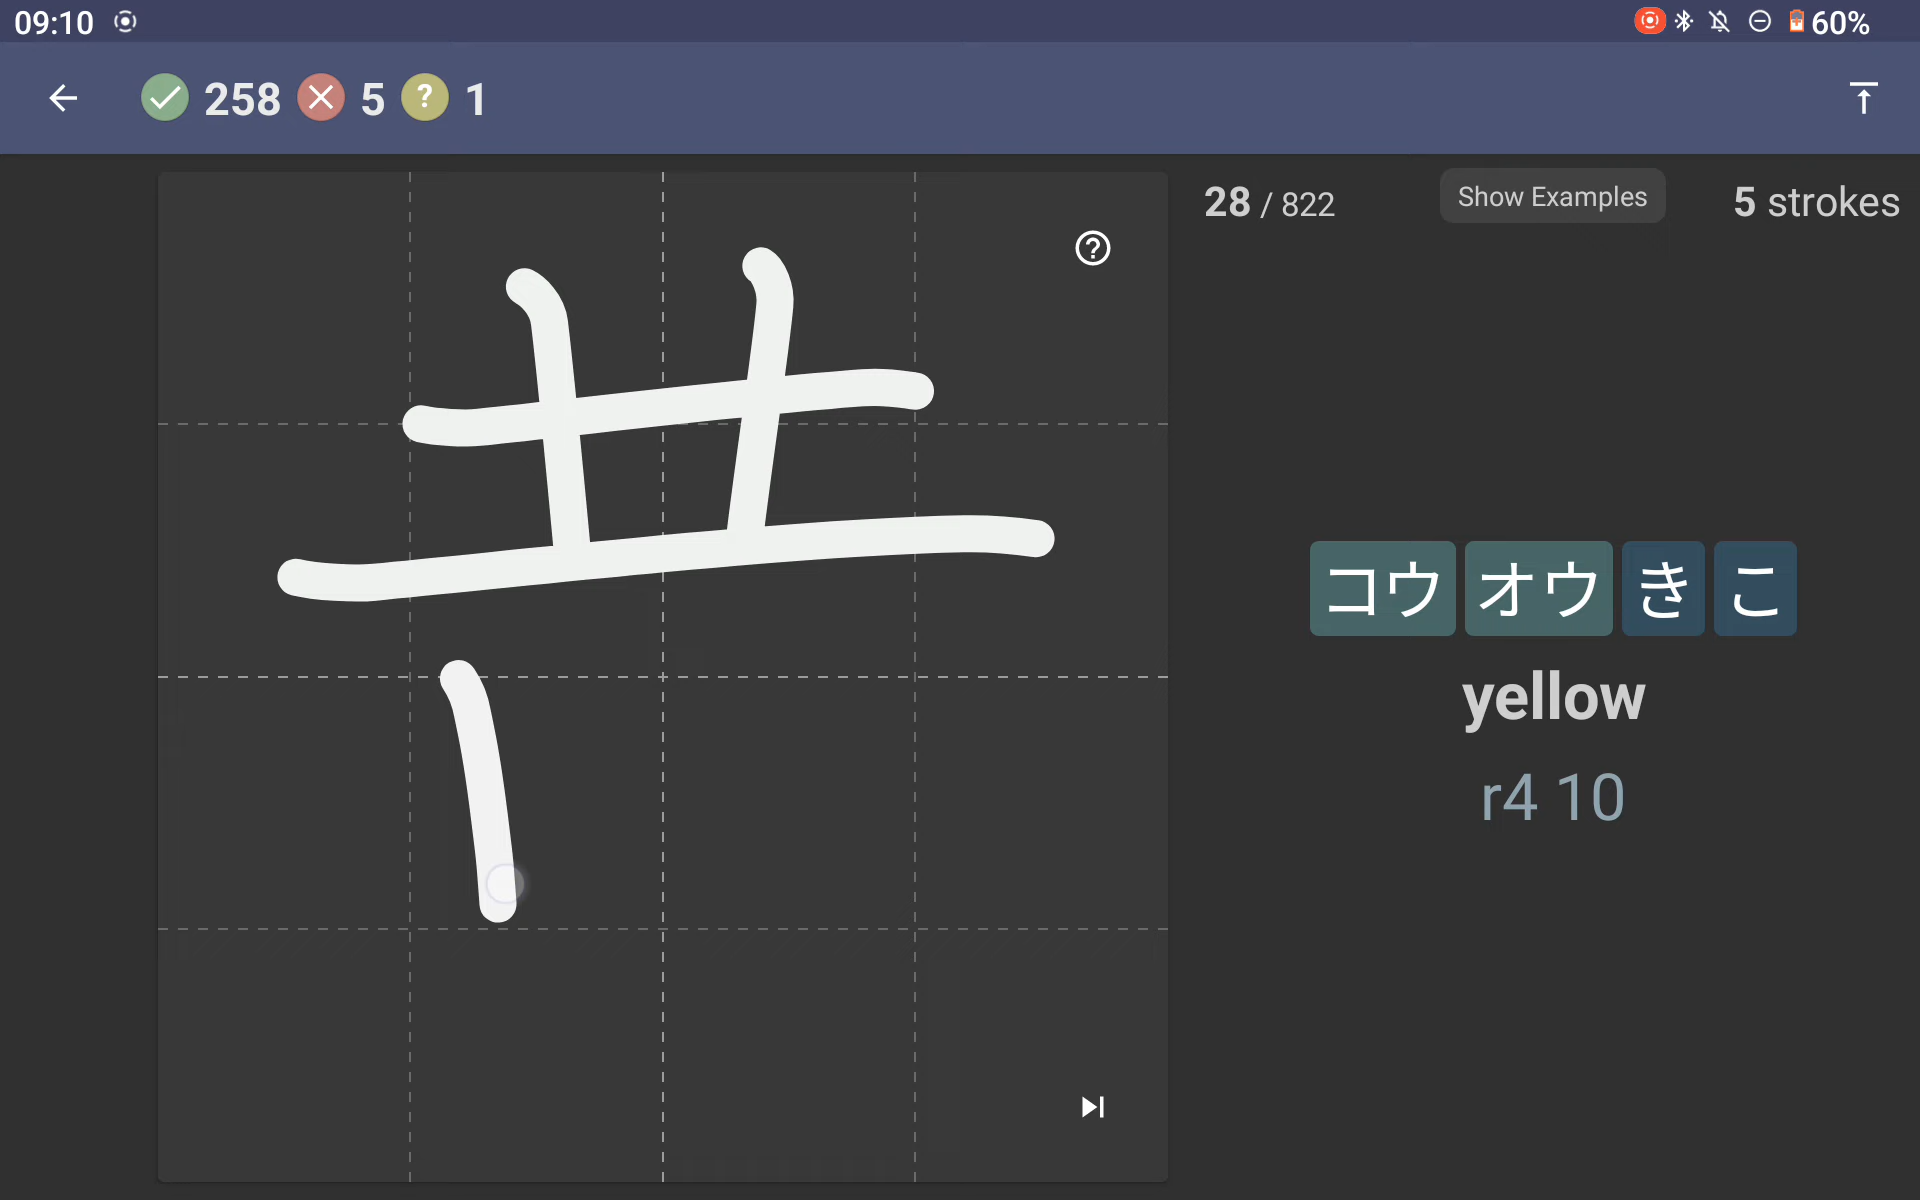 09:10 60%
258 5 ? 1
28 / 822 Show Examples 5 strokes
?
コウ オウ き こ
yellow
r4 10